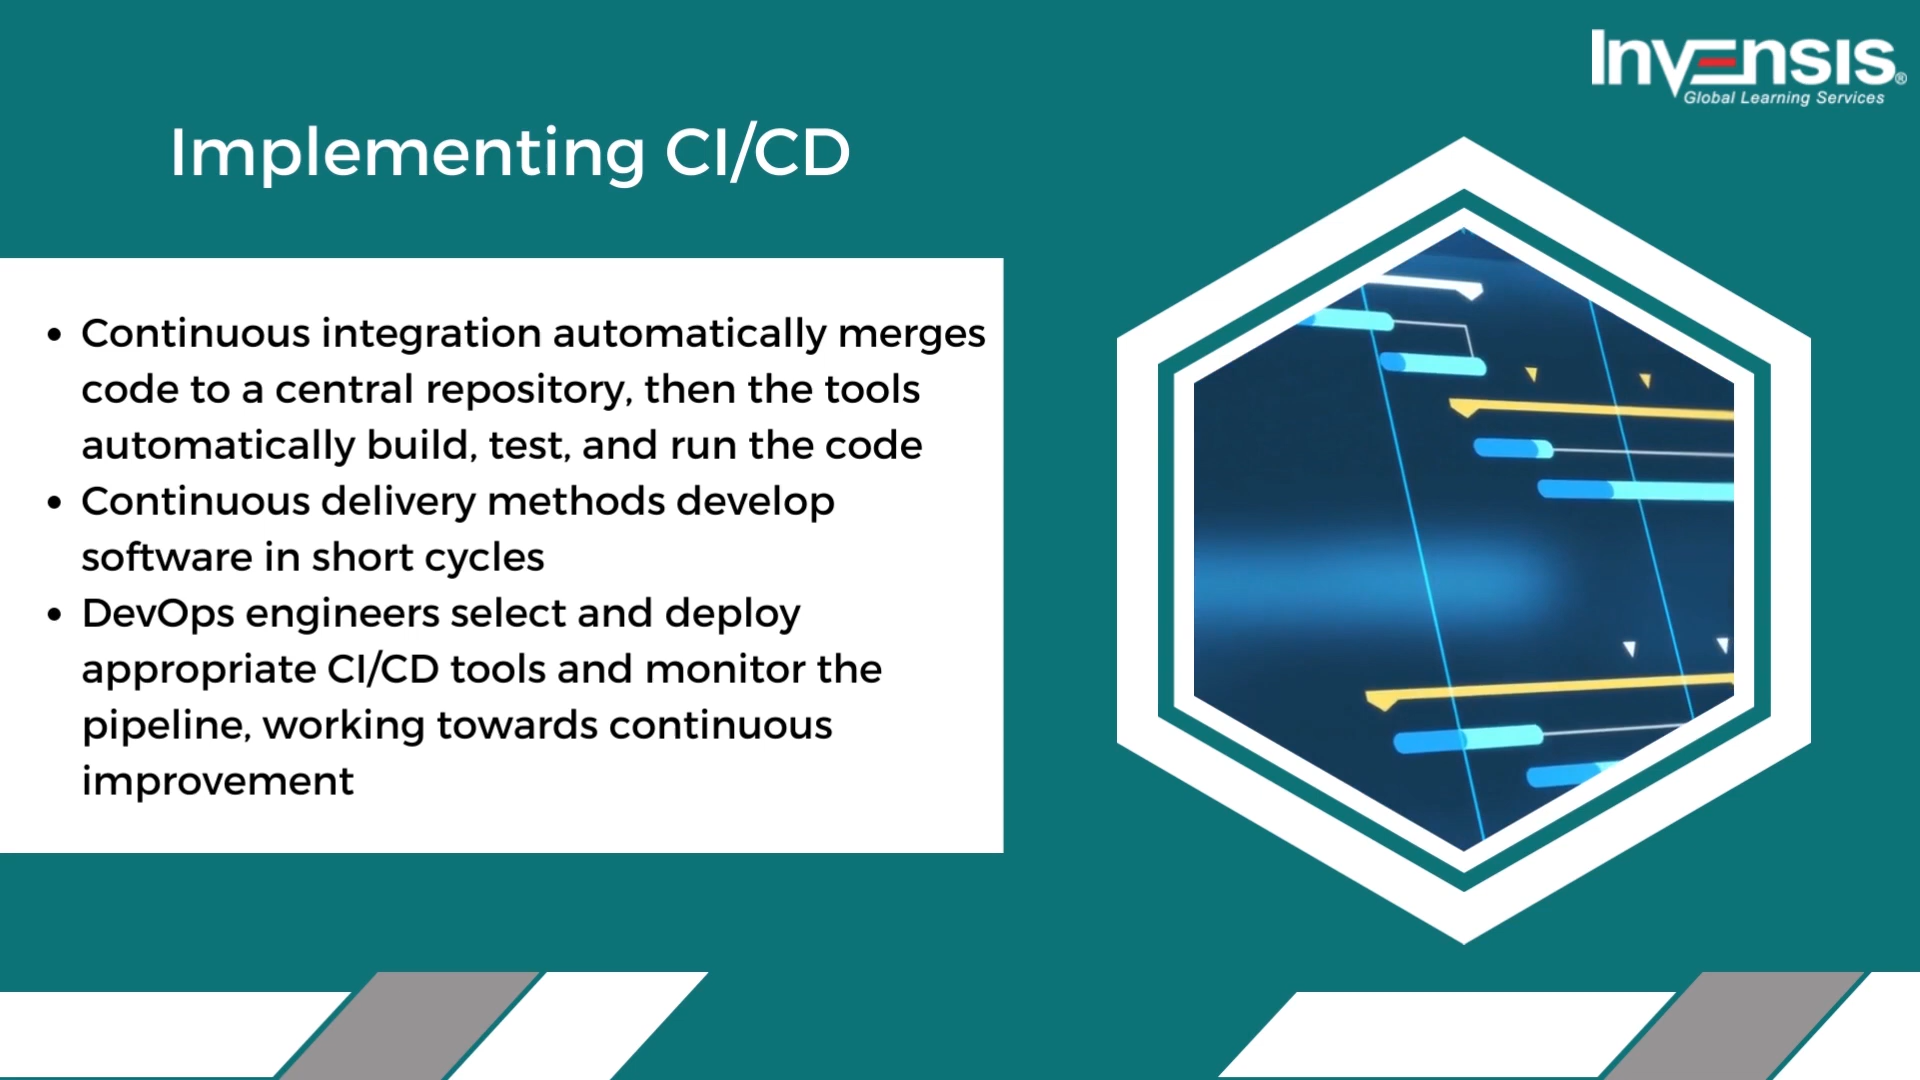 Invensis®
Global Learning Services
Implementing CI/CD
• Continuous integration automatically merges
code to a central repository, then the tools
automatically build, test, and run the code
• Continuous delivery methods develop
software in short cycles
• DevOps engineers select and deploy
appropriate CI/CD tools and monitor the
pipeline, working towards continuous
improvement